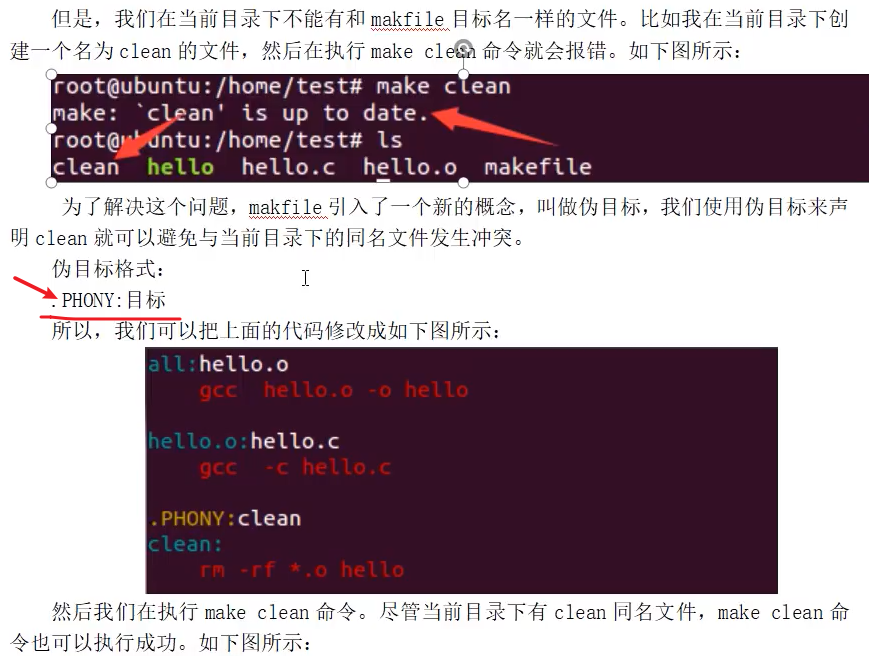 但是，我们在当前目录下不能有和 makfile 目标名一样的文件。比如我在当前目录下创
建一个名为 clean 的文件，然后在执行 make clean 命令就会报错。如下图所示：
root@ubuntu:/home/test# make clean
make: `clean' is up to date.
root@ubuntu:/home/test# ls
clean hello hello.c hello.o makefile
为了解决这个问题，makfile 引入了一个新的概念，叫做伪目标，我们使用伪目标来声
明 clean 就可以避免与当前目录下的同名文件发生冲突。
伪目标格式：
.PHONY:目标
所以，我们可以把上面的代码修改成如下图所示：
all:hello.o
gcc hello.o -o hello
hello.o:hello.c
gcc -c hello.c
.PHONY:clean
clean:
rm -rf *.o hello
然后我们在执行 make clean 命令。尽管当前目录下有 clean 同名文件，make clean 命
令也可以执行成功。如下图所示：